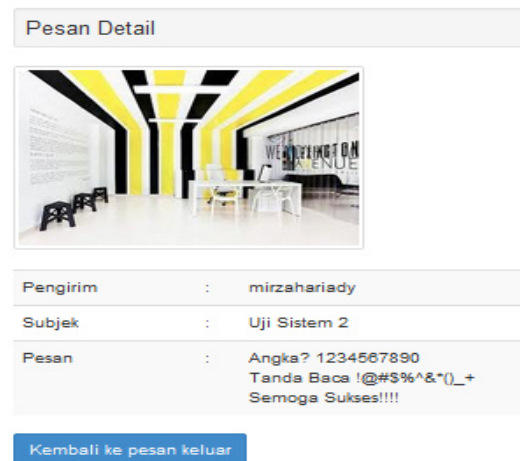 Pesan Detail
AVENUE
Pengirim : mirzahariady
Subjek : Uji Sistem 2
Pesan : Angka? 1234567890
Tanda Baca !@#$%^&*()_+
Semoga Sukses!!!!
Kembali ke pesan keluar